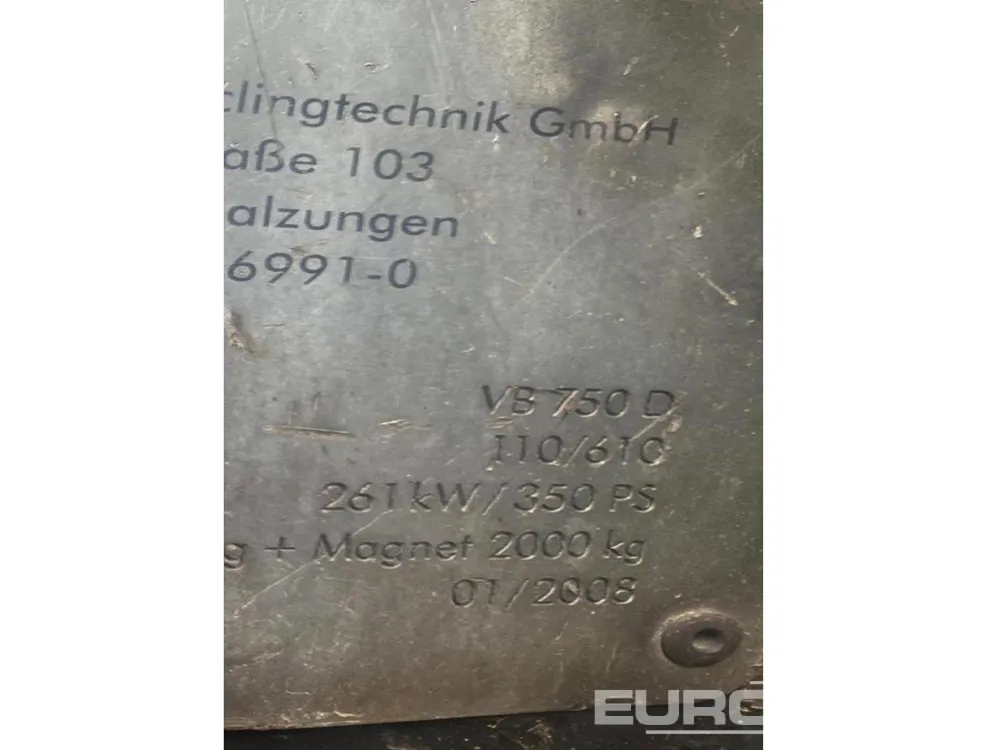 clingtechnik GmbH
aße 103
alzungen
6991-0
VB 750 D
110/610
261 kW/350 PS
g + Magnet 2000 kg
01/2008
EURO